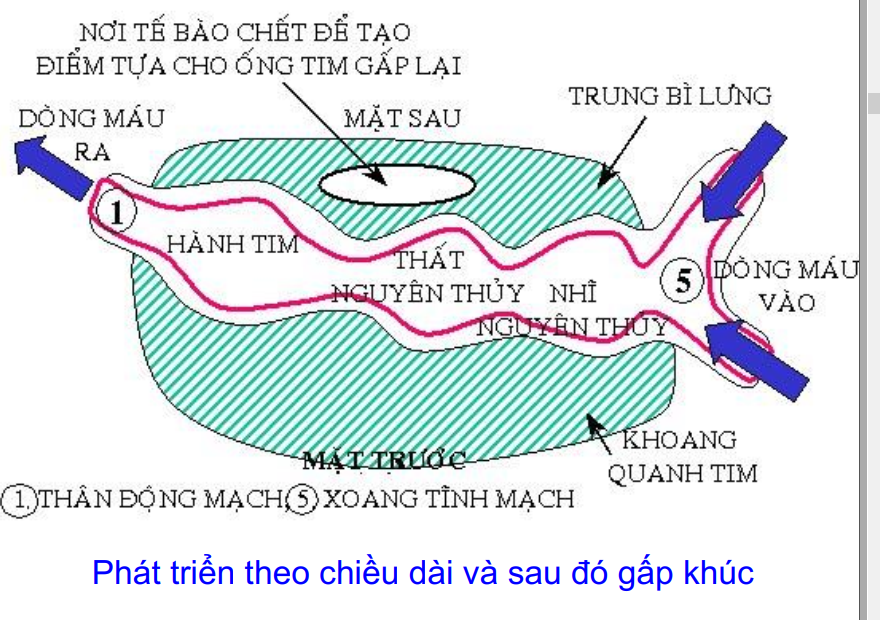 NƠI TẾ BÀO CHẾT ĐỂ TẠO
ĐIỂM TỰA CHO ỐNG TIM GẤP LẠI
TRUNG BÌ LƯNG
DÒNG MÁU
RA
MẶT SAU
1
HÀNH TIM
THẤT
NGUYÊN THỦY
NHĨ
NGUYÊN THỦY
5
DÒNG MÁU
VÀO
KHOANG
QUANH TIM
MẶT TRƯỚC
1, THÂN ĐỘNG MẠCH, 5, XOANG TĨNH MẠCH
Phát triển theo chiều dài và sau đó gấp khúc